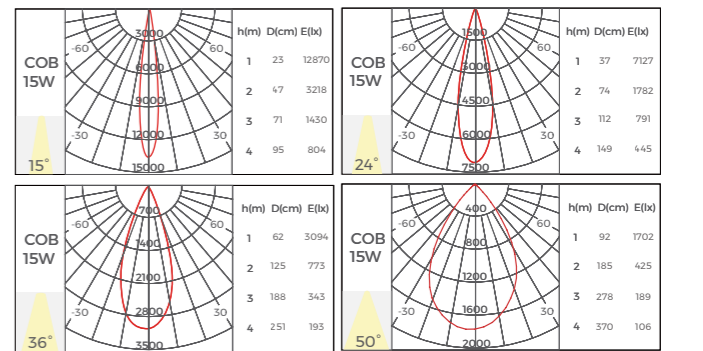 COB
15W
15°
3000
6000
9000
12000
15000
-60
60
-30
30
h(m) D(cm) E(lx)
1 23 12870
2 47 3218
3 71 1430
4 95 804
COB
15W
24°
1500
3000
4500
6000
7500
-60
60
-30
30
h(m) D(cm) E(lx)
1 37 7127
2 74 1782
3 112 791
4 149 445
COB
15W
36°
700
1400
2100
2800
3500
-60
60
-30
30
h(m) D(cm) E(lx)
1 62 3094
2 125 773
3 188 343
4 251 193
COB
15W
50°
400
800
1200
1600
2000
-60
60
-30
30
h(m) D(cm) E(lx)
1 92 1702
2 185 425
3 278 189
4 370 106